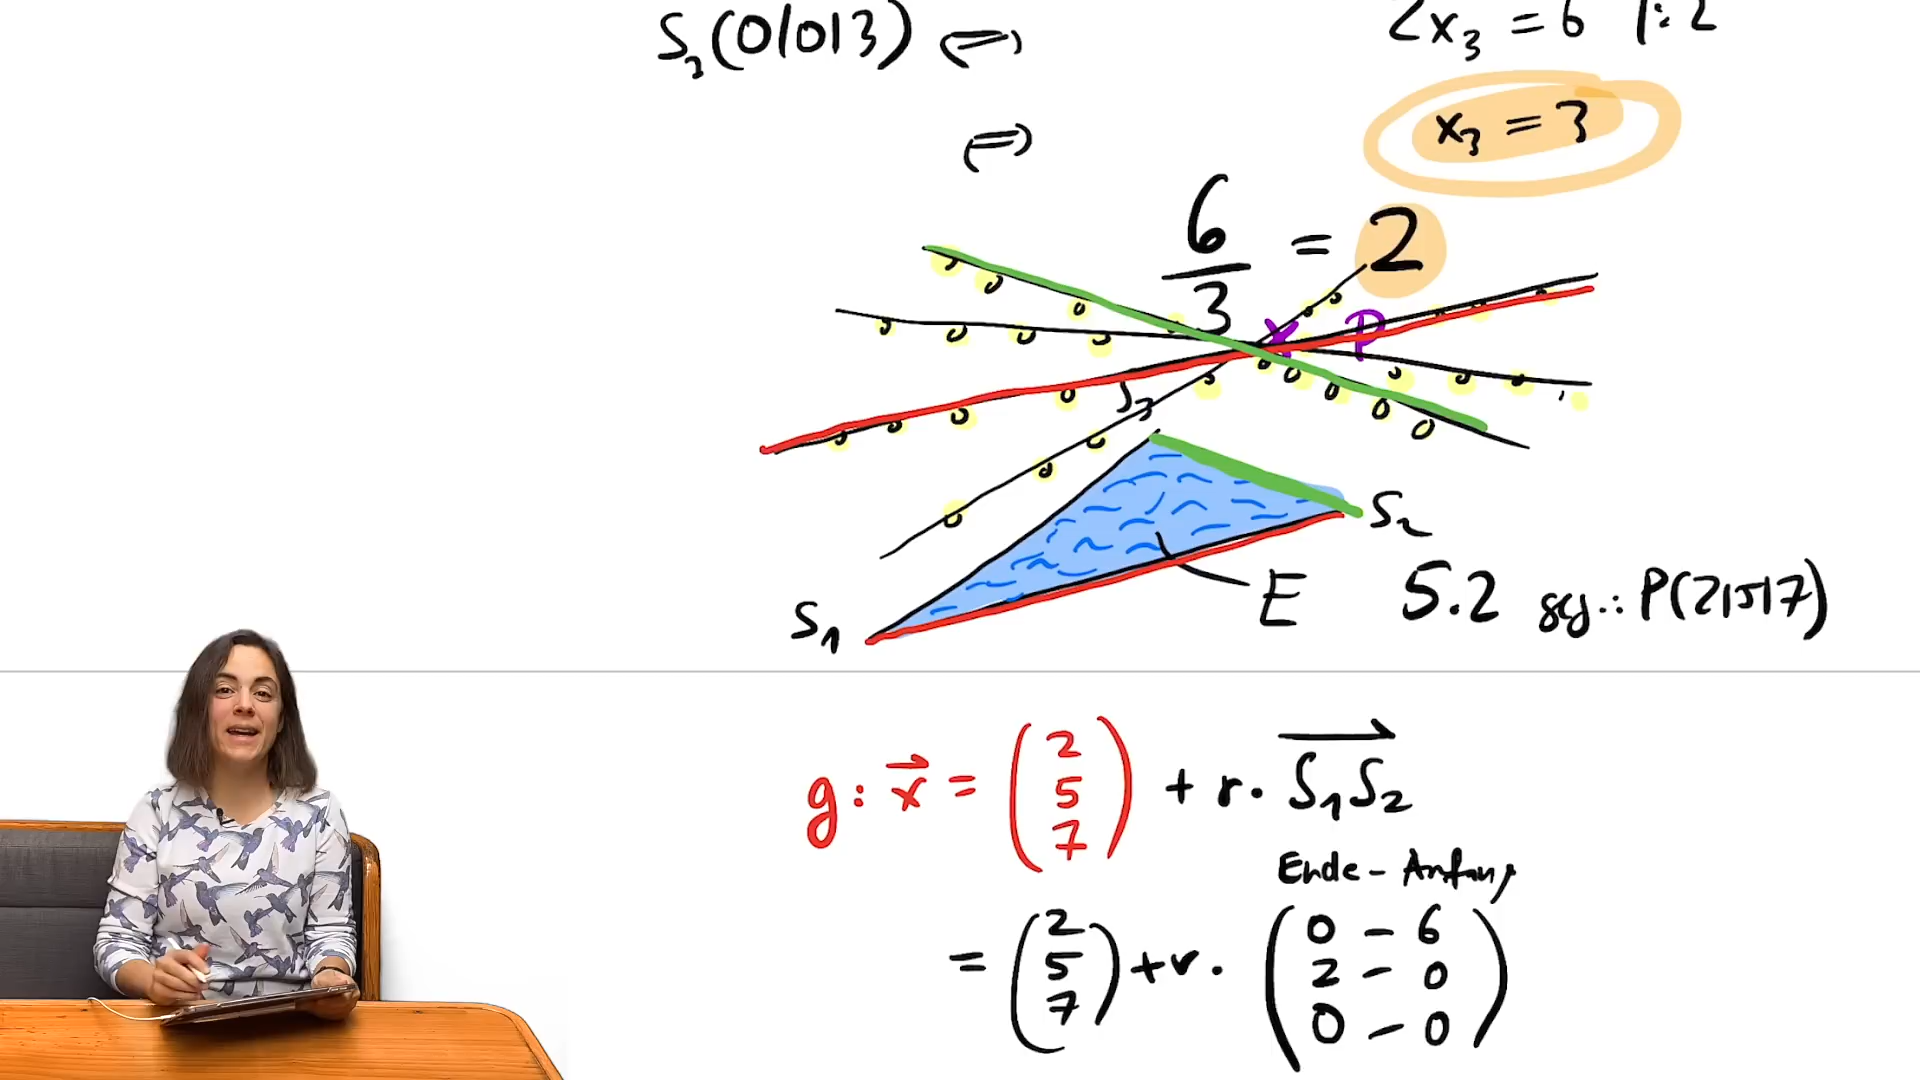 S₃(0|0|3) ⇔ 2x₃ = 6 |:2
⇔ x₃ = 3
6/3 = 2
x P
S₃
S₂
E
S₁
5.2 geg.: P(2|5|7)
g: x⃗ = (2 5 7) + r · S₁S₂
Ende - Anfang
= (2 5 7) + r · (0 - 6 2 - 0 0 - 0)